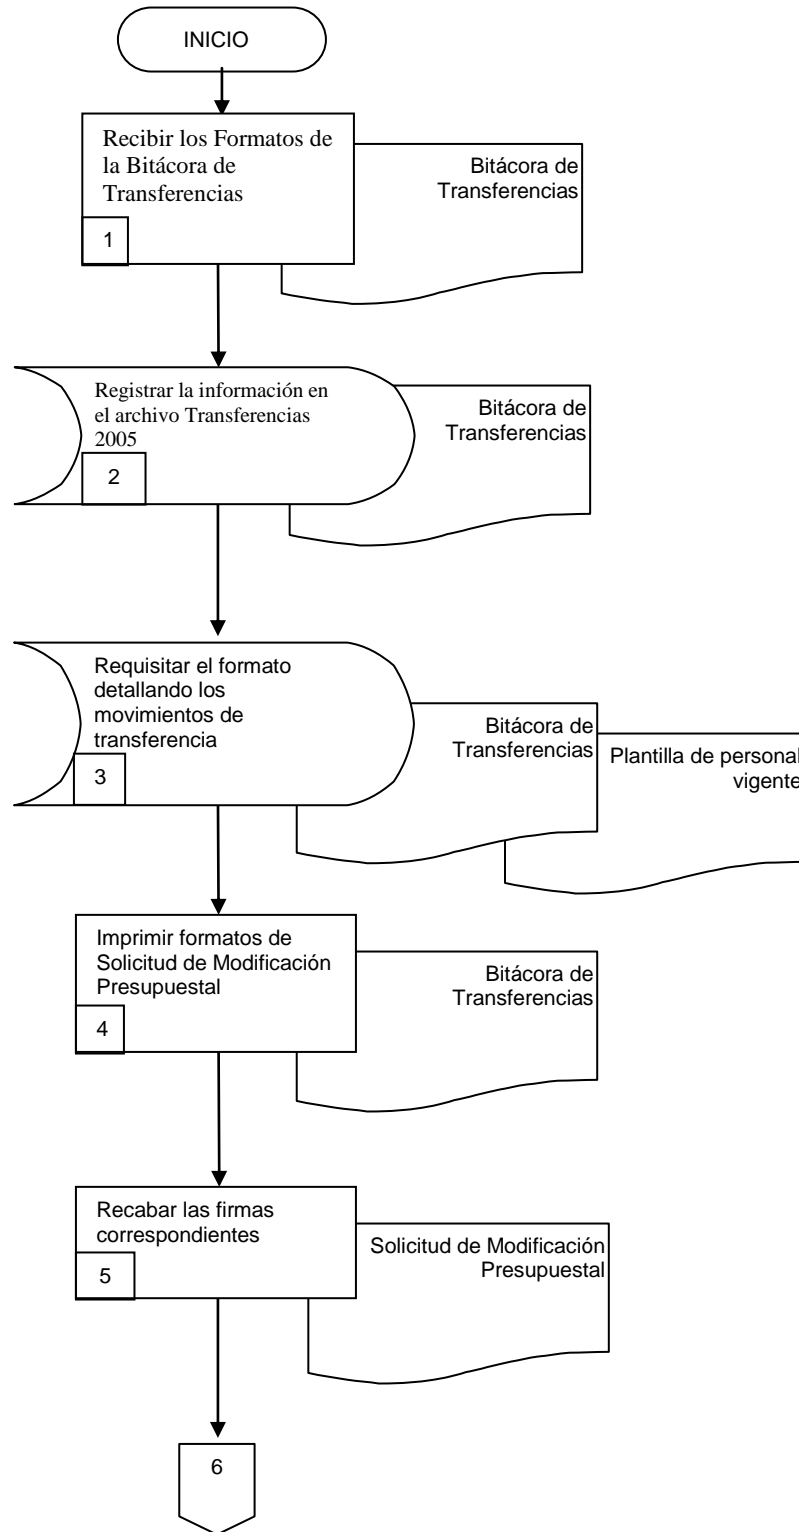 INICIO
Recibir los Formatos de
la Bitácora de
Transferencias
1
Bitácora de
Transferencias
Registrar la información en
el archivo Transferencias
2005
2
Bitácora de
Transferencias
Requisitar el formato
detallando los
movimientos de
transferencia
3
Bitácora de
Transferencias
Plantilla de personal
vigente
Imprimir formatos de
Solicitud de Modificación
Presupuestal
4
Bitácora de
Transferencias
Recabar las firmas
correspondientes
5
Solicitud de Modificación
Presupuestal
6